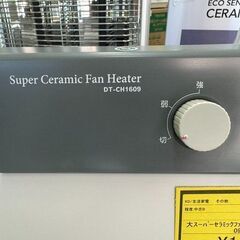 ECO SEN
CERA
Super Ceramic Fan Heater
DT-CH1609
強
弱
切
大スーパーセラミックファ